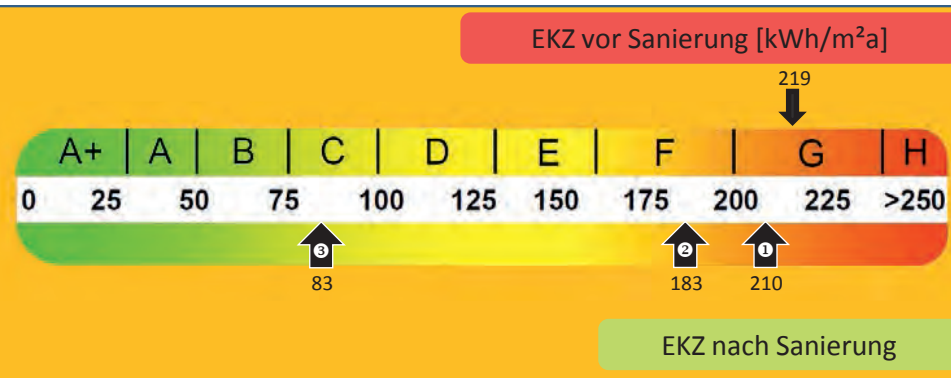 EKZ vor Sanierung [kWh/m²a]
219
A+ A B C D E F G H
0 25 50 75 100 125 150 175 200 225 >250
❸ ❷ ❶
83 183 210
EKZ nach Sanierung